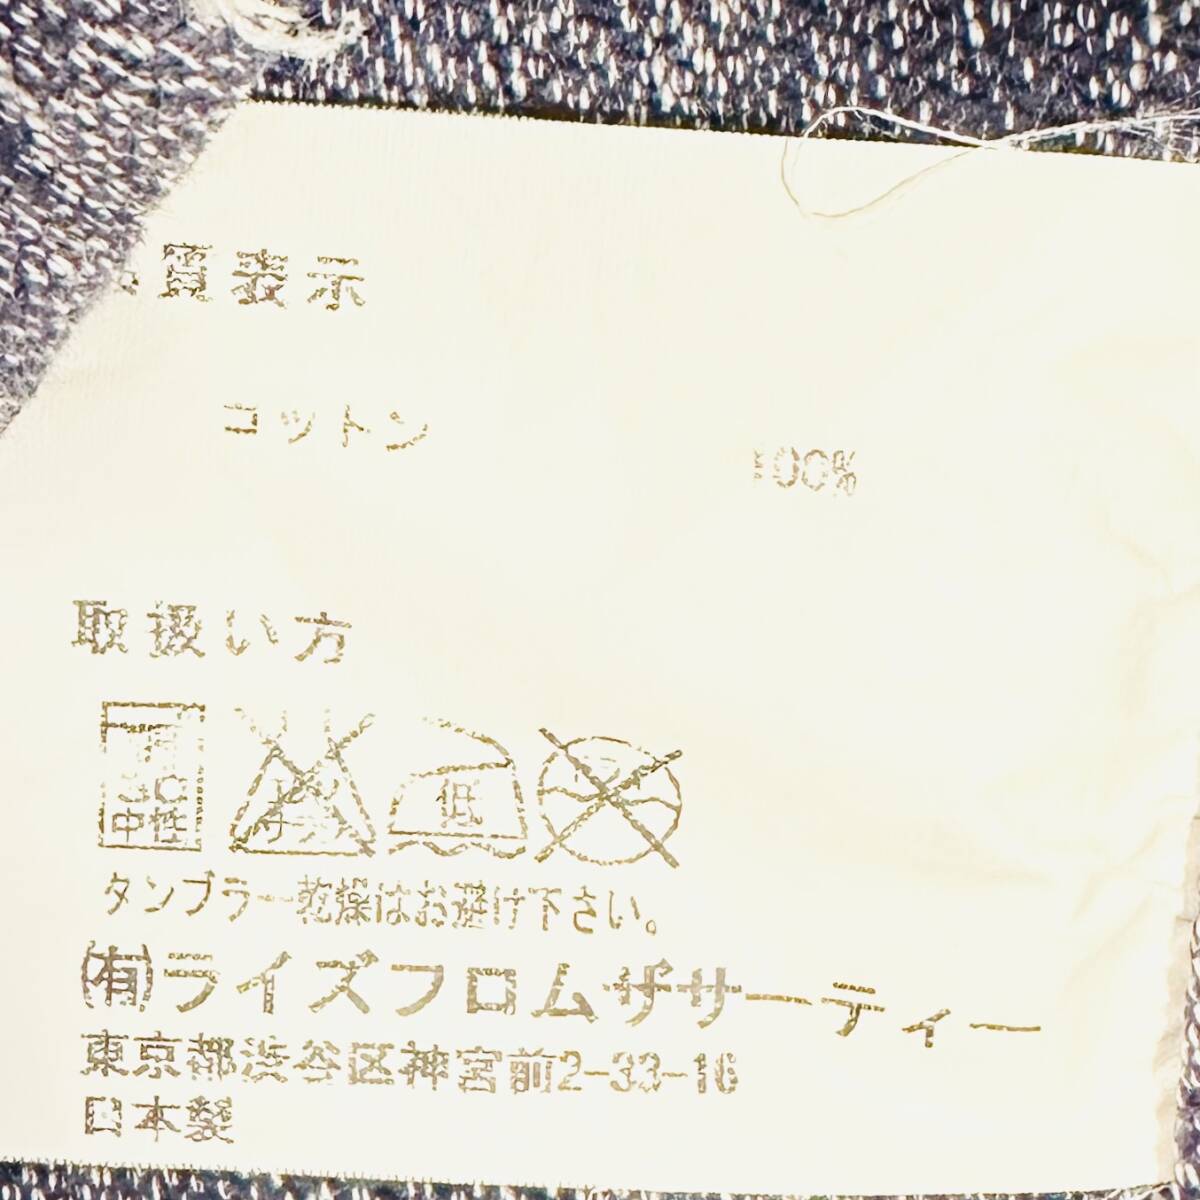 質表示
コットン 100%
取扱い方
中性 低
タンブラー乾燥はお避け下さい。
(有)ライズフロムザサーティー
東京都渋谷区神宮前2-33-16
日本製